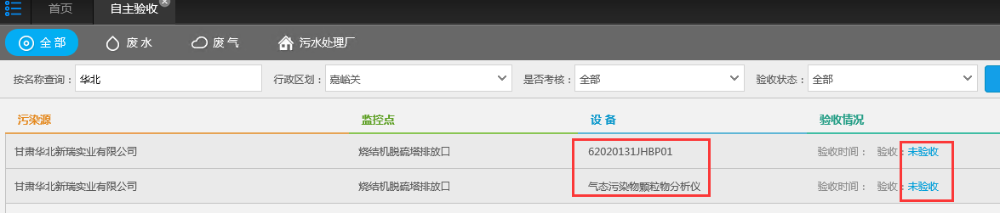 首页 自主验收
全部 废水 废气 污水处理厂
按名称查询: 华北 行政区划: 嘉峪关 是否考核: 全部 验收状态: 全部
污染源 监控点 设备 验收情况
甘肃华北新瑞实业有限公司 烧结机脱硫塔排放口 62020131JHBP01 验收时间: 验收:未验收
甘肃华北新瑞实业有限公司 烧结机脱硫塔排放口 气态污染物颗粒物分析仪 验收时间: 验收:未验收